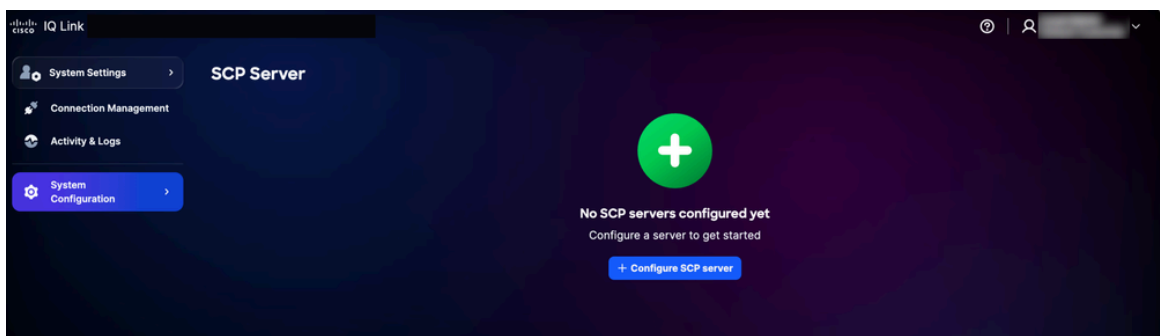 cisco IQ Link
System Settings
SCP Server
Connection Management
Activity & Logs
System
Configuration
No SCP servers configured yet
Configure a server to get started
+ Configure SCP server